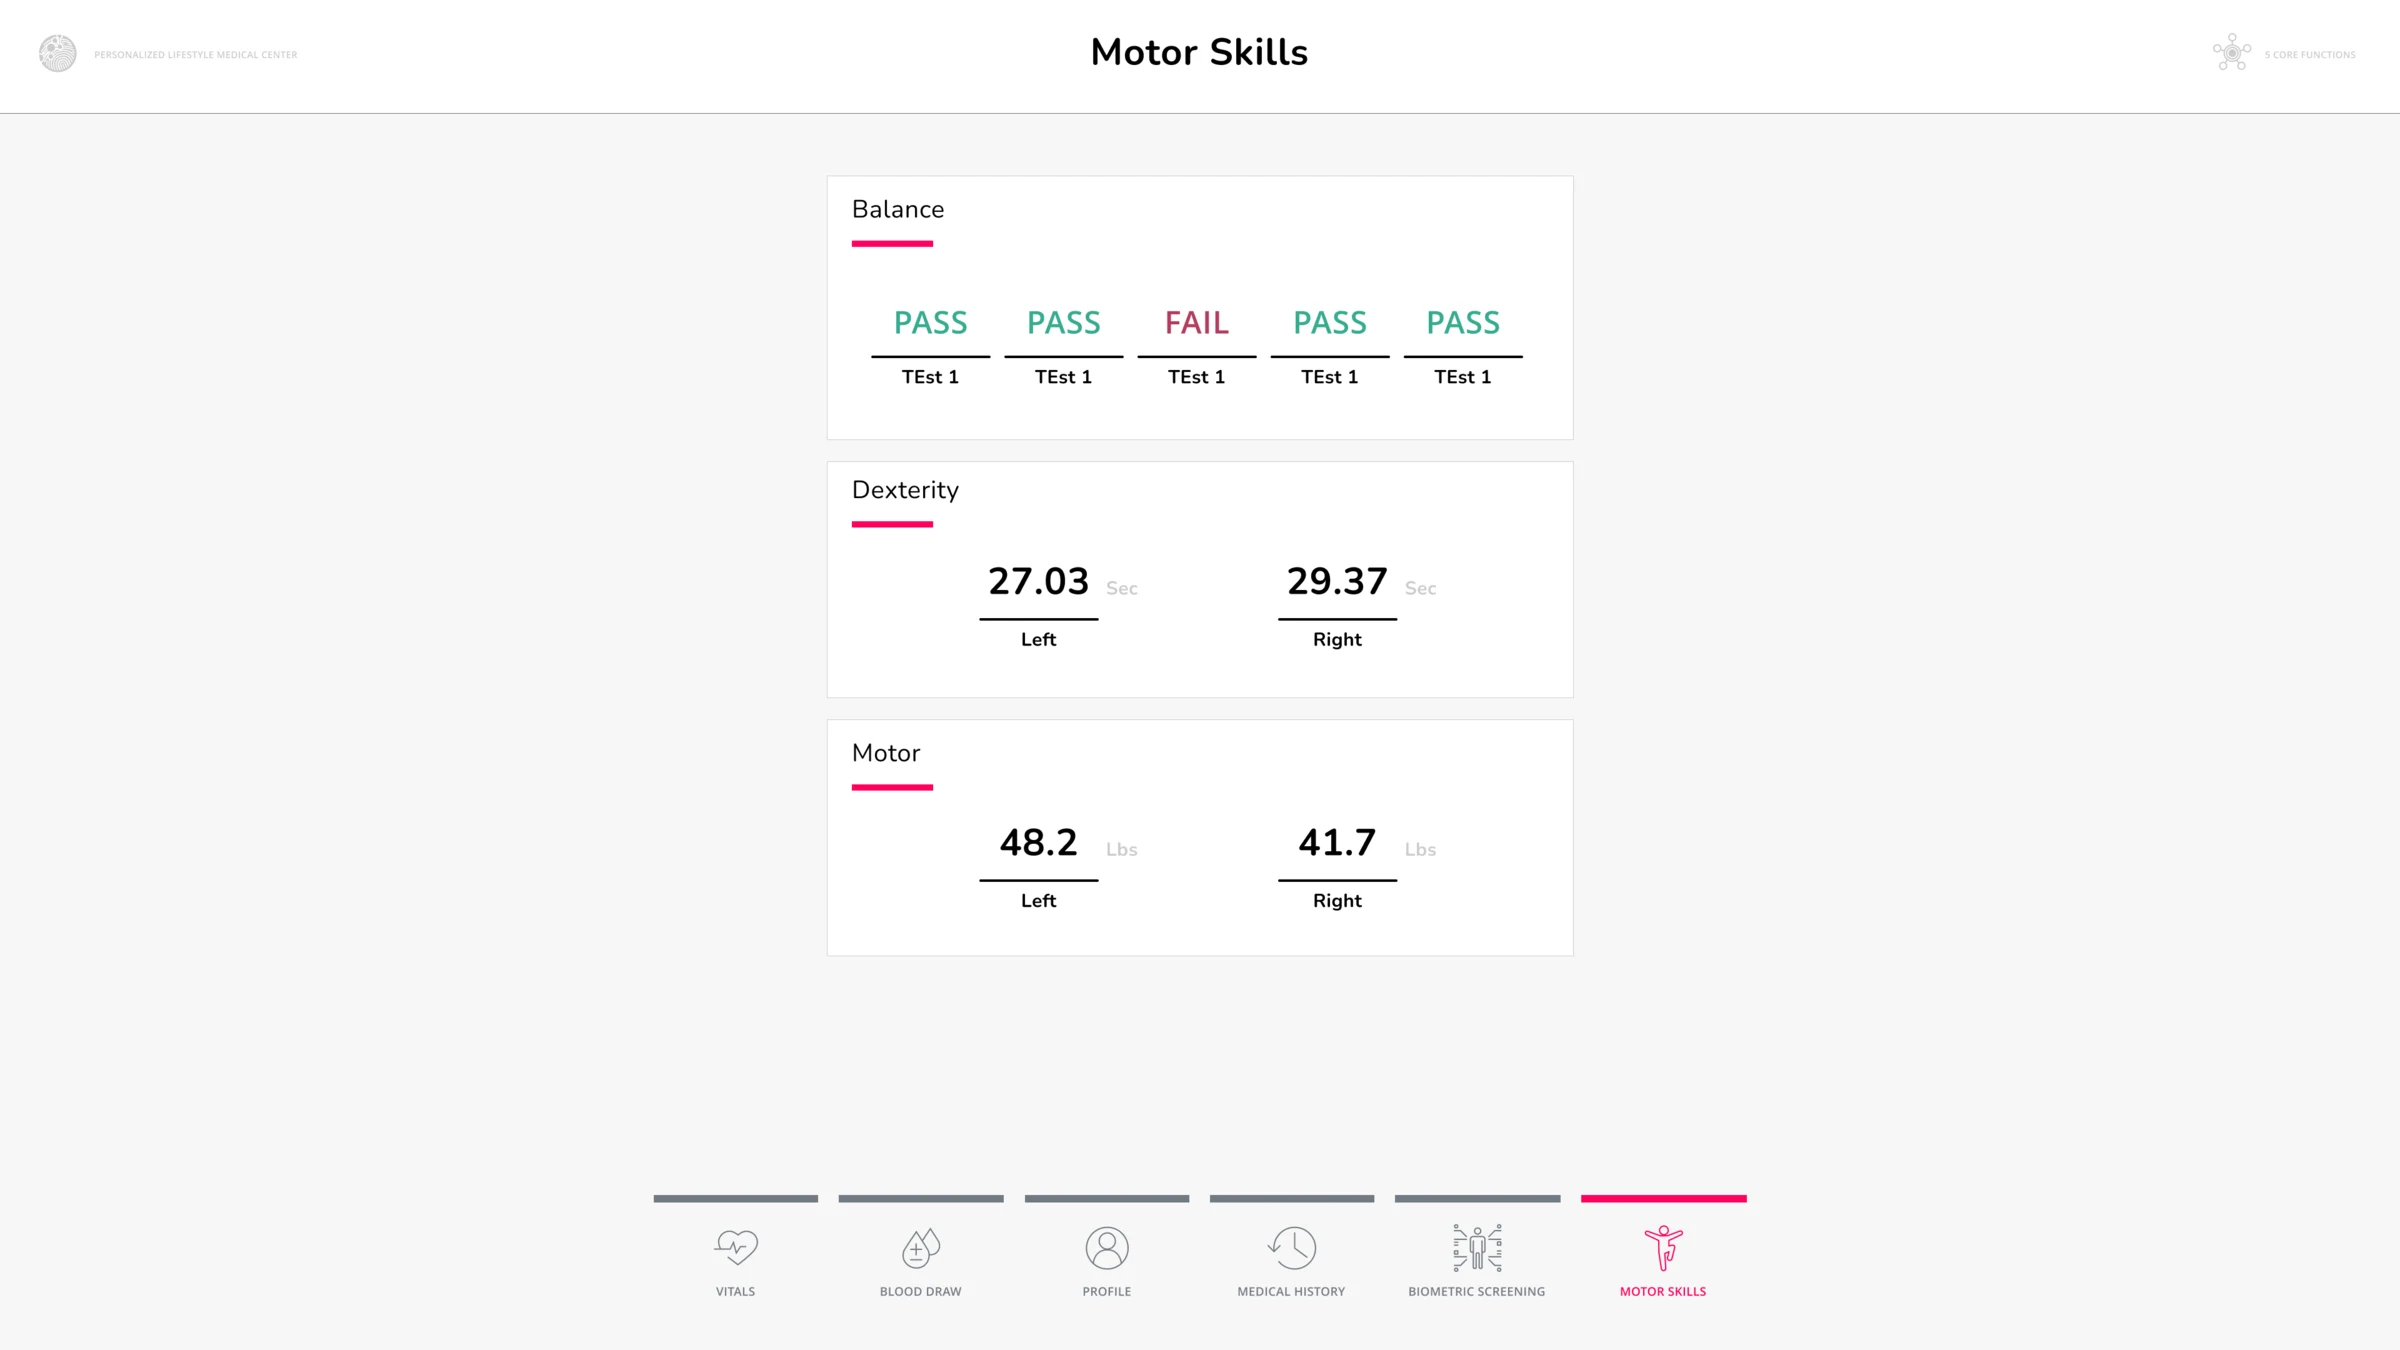 PERSONALIZED LIFESTYLE MEDICAL CENTER
Motor Skills
5 CORE FUNCTIONS
Balance
PASS PASS FAIL PASS PASS
TEst 1 TEst 1 TEst 1 TEst 1 TEst 1
Dexterity
27.03 Sec 29.37 Sec
Left Right
Motor
48.2 Lbs 41.7 Lbs
Left Right
VITALS BLOOD DRAW PROFILE MEDICAL HISTORY BIOMETRIC SCREENING MOTOR SKILLS